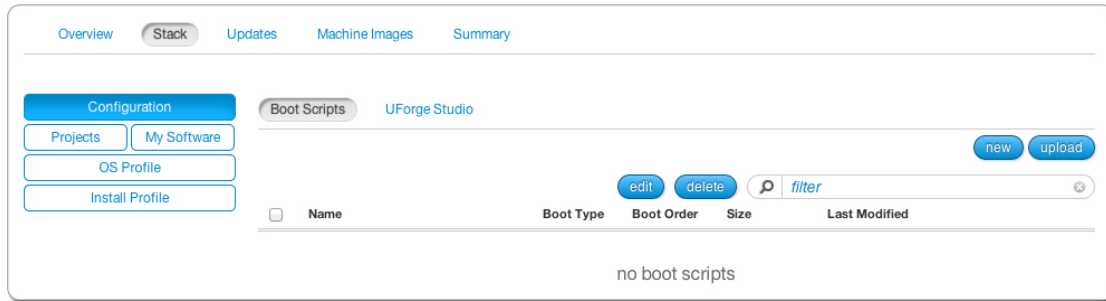 Overview Stack Updates Machine Images Summary
Configuration
Projects My Software
OS Profile
Install Profile
Boot Scripts UForge Studio
new upload
edit delete filter
Name Boot Type Boot Order Size Last Modified
no boot scripts